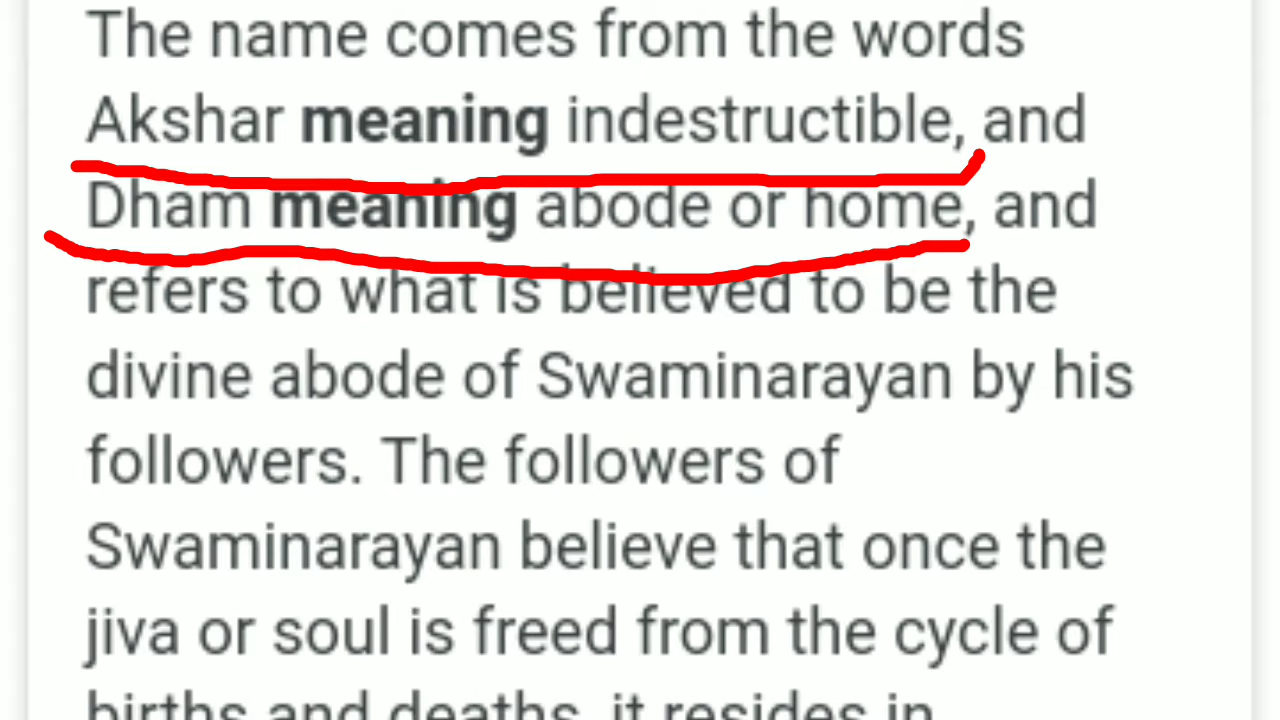 The name comes from the words
Akshar meaning indestructible, and
Dham meaning abode or home, and
refers to what is believed to be the
divine abode of Swaminarayan by his
followers. The followers of
Swaminarayan believe that once the
jiva or soul is freed from the cycle of
births and deaths, it resides in